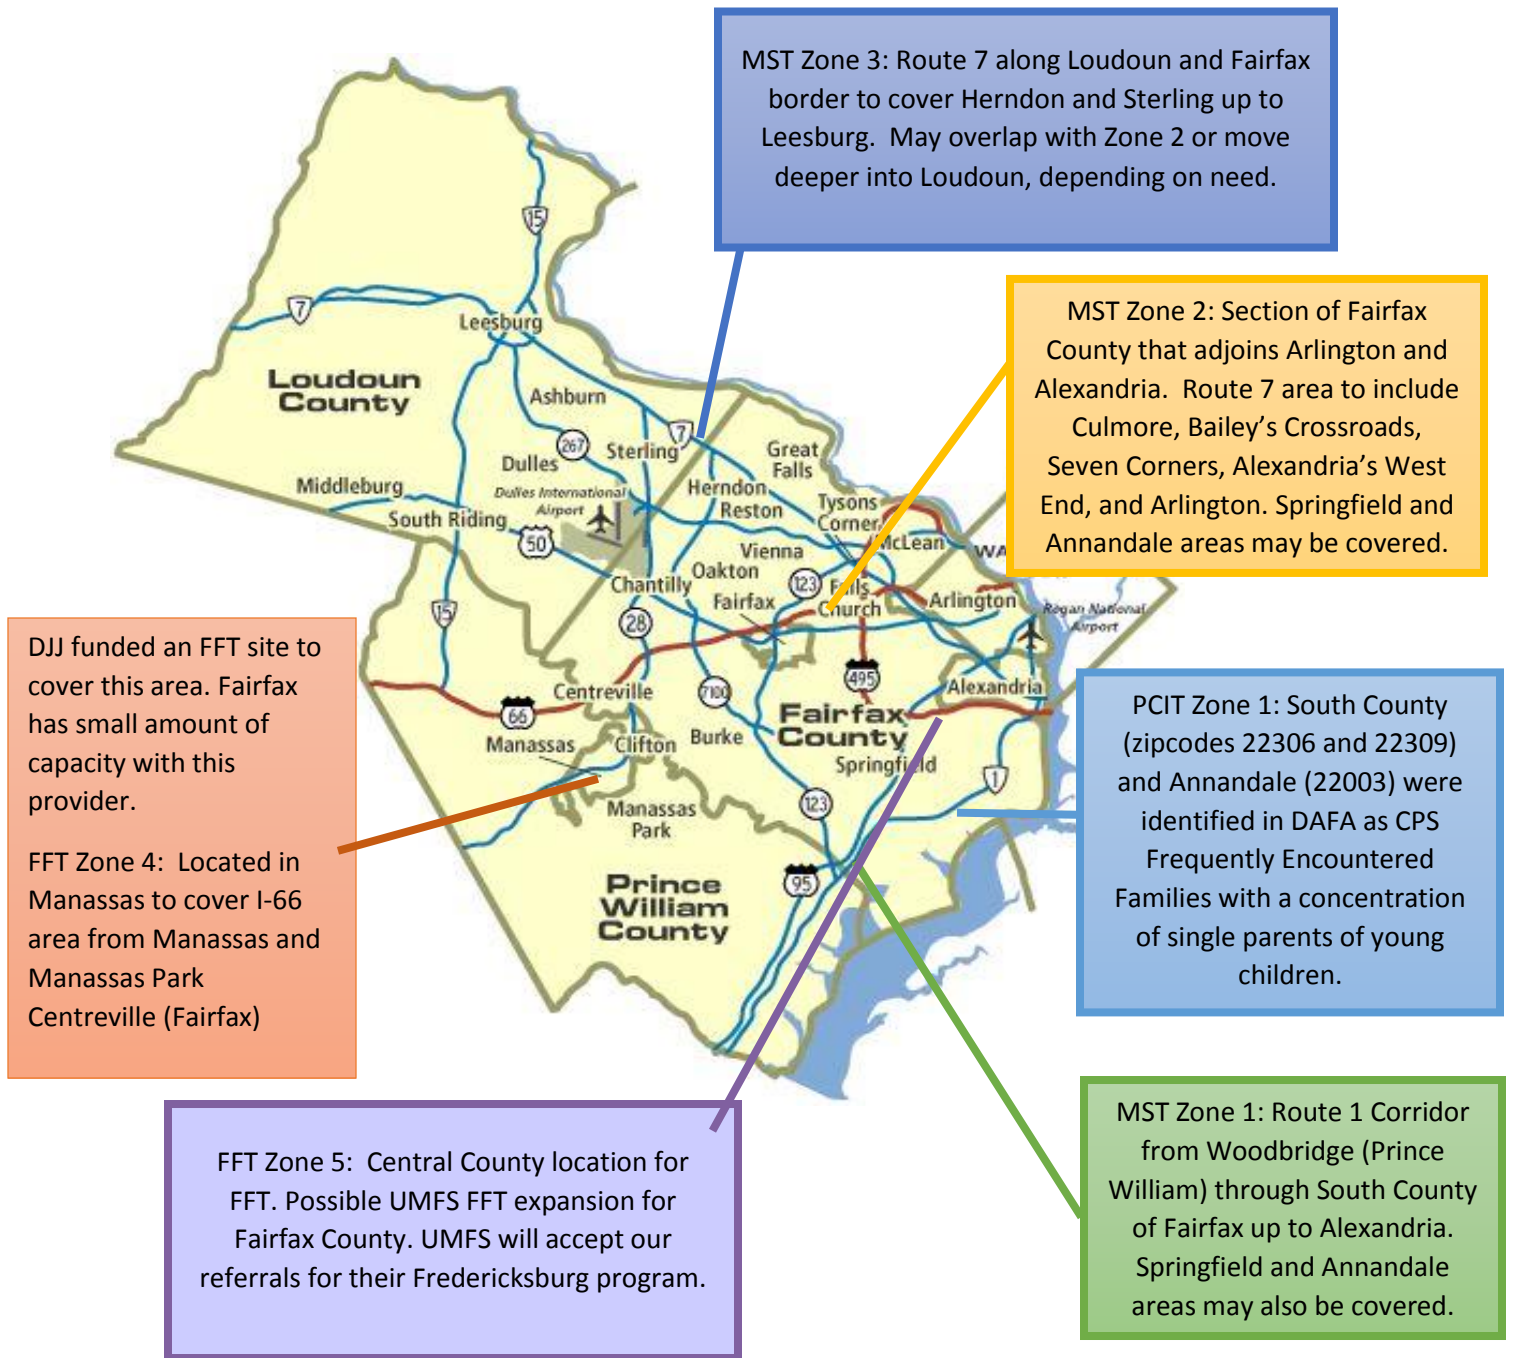 MST Zone 3: Route 7 along Loudoun and Fairfax
border to cover Herndon and Sterling up to
Leesburg.  May overlap with Zone 2 or move
deeper into Loudoun, depending on need.
MST Zone 2: Section of Fairfax
County that adjoins Arlington and
Alexandria.  Route 7 area to include
Culmore, Bailey’s Crossroads,
Seven Corners, Alexandria’s West
End, and Arlington. Springfield and
Annandale areas may be covered.
15
7
Leesburg
Loudoun
County
Ashburn
267
Sterling
7
Dulles
Great
Falls
Middleburg
Dulles International
Airport
Herndon
Reston
Tysons
Corner
South Riding
50
McLean
WA
Vienna
Oakton
Chantilly
123
Falls
Church
Fairfax
Arlington
Regan National
Airport
15
28
495
Alexandria
Centreville
7100
66
Fairfax
County
Manassas
Clifton
Burke
Springfield
1
123
Manassas
Park
95
Prince
William
County
DJJ funded an FFT site to
cover this area. Fairfax
has small amount of
capacity with this
provider.
FFT Zone 4:  Located in
Manassas to cover I-66
area from Manassas and
Manassas Park
Centreville (Fairfax)
PCIT Zone 1: South County
(zipcodes 22306 and 22309)
and Annandale (22003) were
identified in DAFA as CPS
Frequently Encountered
Families with a concentration
of single parents of young
children.
FFT Zone 5:  Central County location for
FFT. Possible UMFS FFT expansion for
Fairfax County. UMFS will accept our
referrals for their Fredericksburg program.
MST Zone 1: Route 1 Corridor
from Woodbridge (Prince
William) through South County
of Fairfax up to Alexandria.
Springfield and Annandale
areas may also be covered.